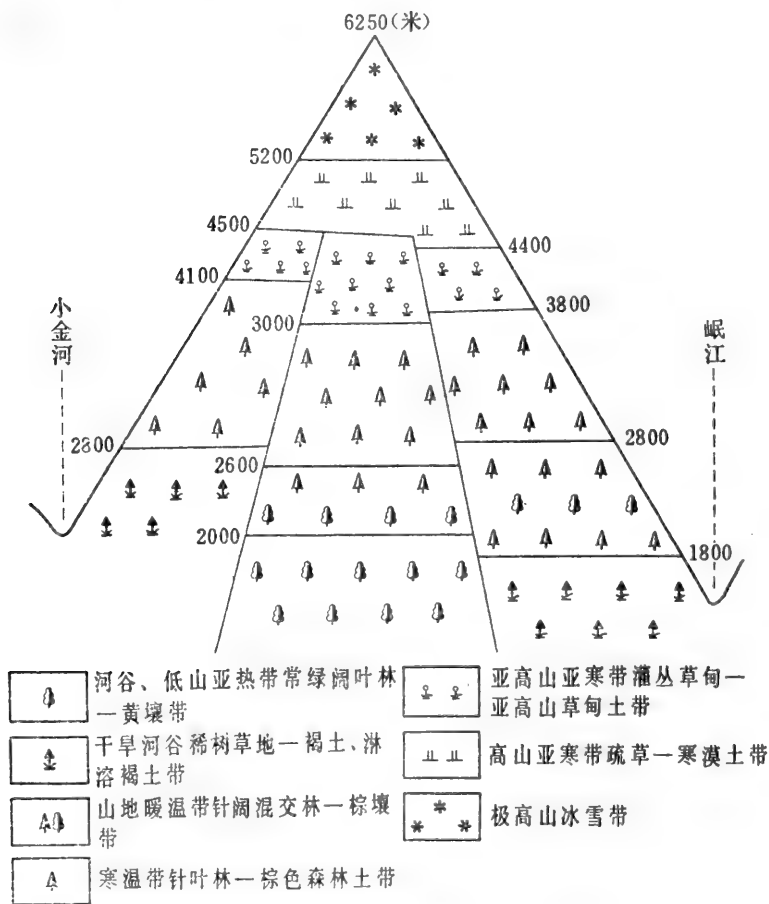 6250(米)
5200
4500
4400
4100
3800
小金河
3000
岷江
2800
2800
2600
2000
1800
河谷、低山亚热带常绿阔叶林
—黄壤带
干旱河谷稀树草地—褐土、淋
溶褐土带
山地暖温带针阔混交林—棕壤
带
寒温带针叶林—棕色森林土带
亚高山亚寒带灌丛草甸—
亚高山草甸土带
高山亚寒带疏草—寒漠土带
极高山冰雪带